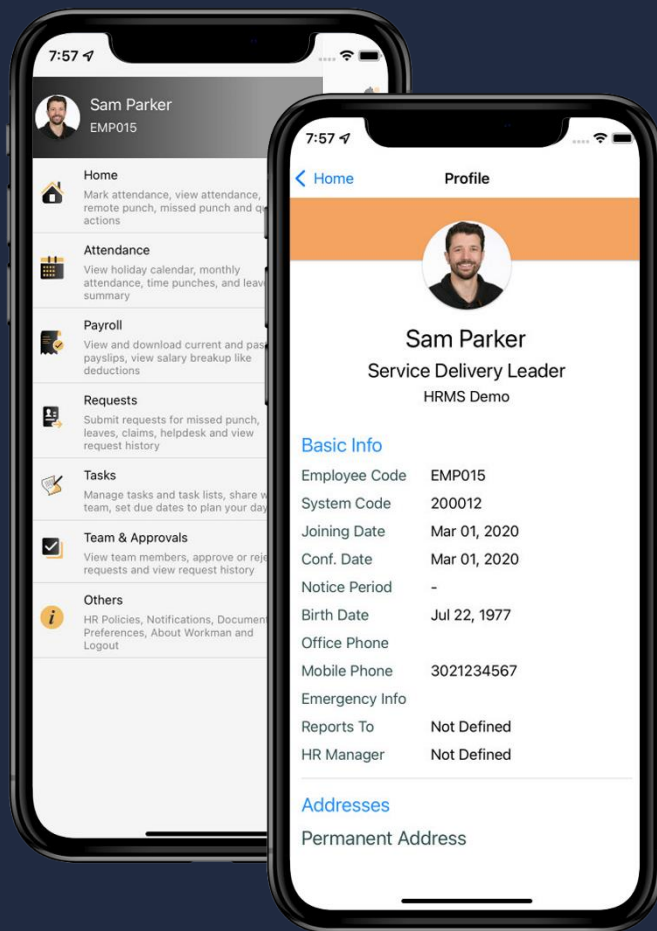 7:57
Sam Parker
EMP015
Home
Mark attendance, view attendance,
remote punch, missed punch and
actions
Attendance
View holiday calendar, monthly
attendance, time punches, and
summary
Payroll
View and download current and
payslips, view salary breakup like
deductions
Requests
Submit requests for missed punch,
leaves, claims, helpdesk and view
request history
Tasks
Manage tasks and task lists, share
team, set due dates to plan your day
Team & Approvals
View team members, approve or
requests and view request history
Others
HR Policies, Notifications,
Preferences, About Workman and
Logout
7:57
Home
Profile
Sam Parker
Service Delivery Leader
HRMS Demo
Basic Info
Employee Code EMP015
System Code 200012
Joining Date Mar 01, 2020
Conf. Date Mar 01, 2020
Notice Period -
Birth Date Jul 22, 1977
Office Phone
Mobile Phone 3021234567
Emergency Info
Reports To Not Defined
HR Manager Not Defined
Addresses
Permanent Address